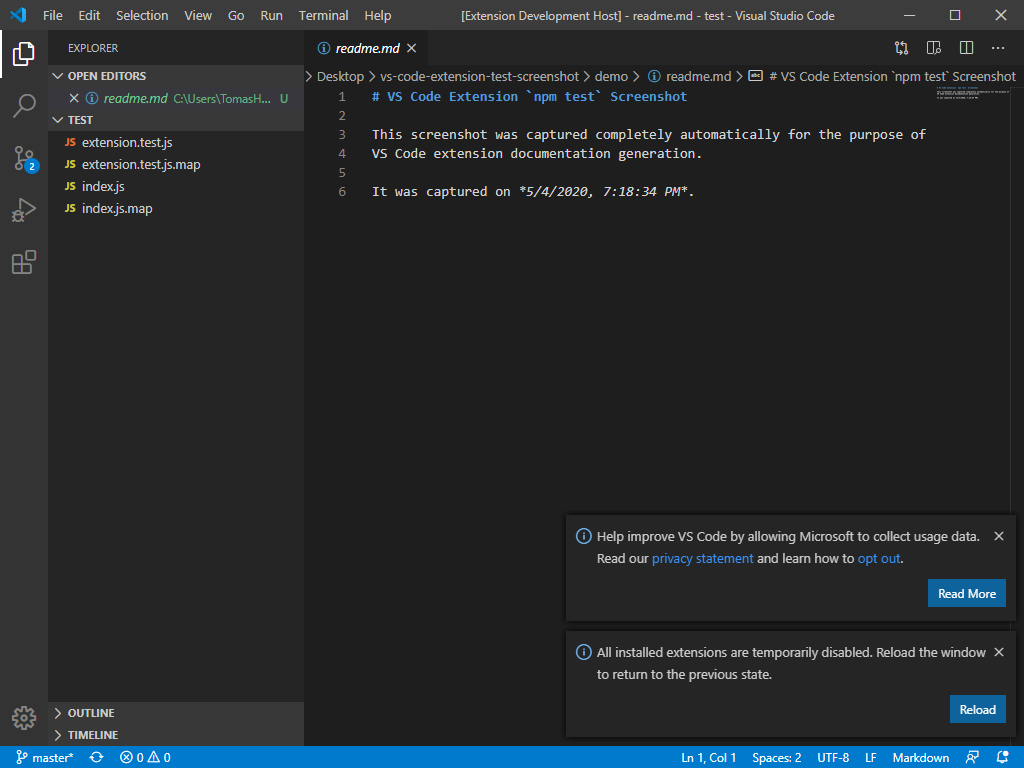 File Edit Selection View Go Run Terminal Help [Extension Development Host] - readme.md - test - Visual Studio Code
EXPLORER
readme.md
OPEN EDITORS
Desktop > vs-code-extension-test-screenshot > demo > readme.md > # VS Code Extension `npm test` Screenshot
readme.md C:\Users\TomasH... U
TEST
JS extension.test.js
JS extension.test.js.map
JS index.js
JS index.js.map
2
1 # VS Code Extension `npm test` Screenshot
2
3 This screenshot was captured completely automatically for the purpose of
4 VS Code extension documentation generation.
5
6 It was captured on *5/4/2020, 7:18:34 PM*.
Help improve VS Code by allowing Microsoft to collect usage data.
Read our privacy statement and learn how to opt out.
Read More
All installed extensions are temporarily disabled. Reload the window
to return to the previous state.
Reload
OUTLINE
TIMELINE
master* 0 0 Ln 1, Col 1 Spaces: 2 UTF-8 LF Markdown